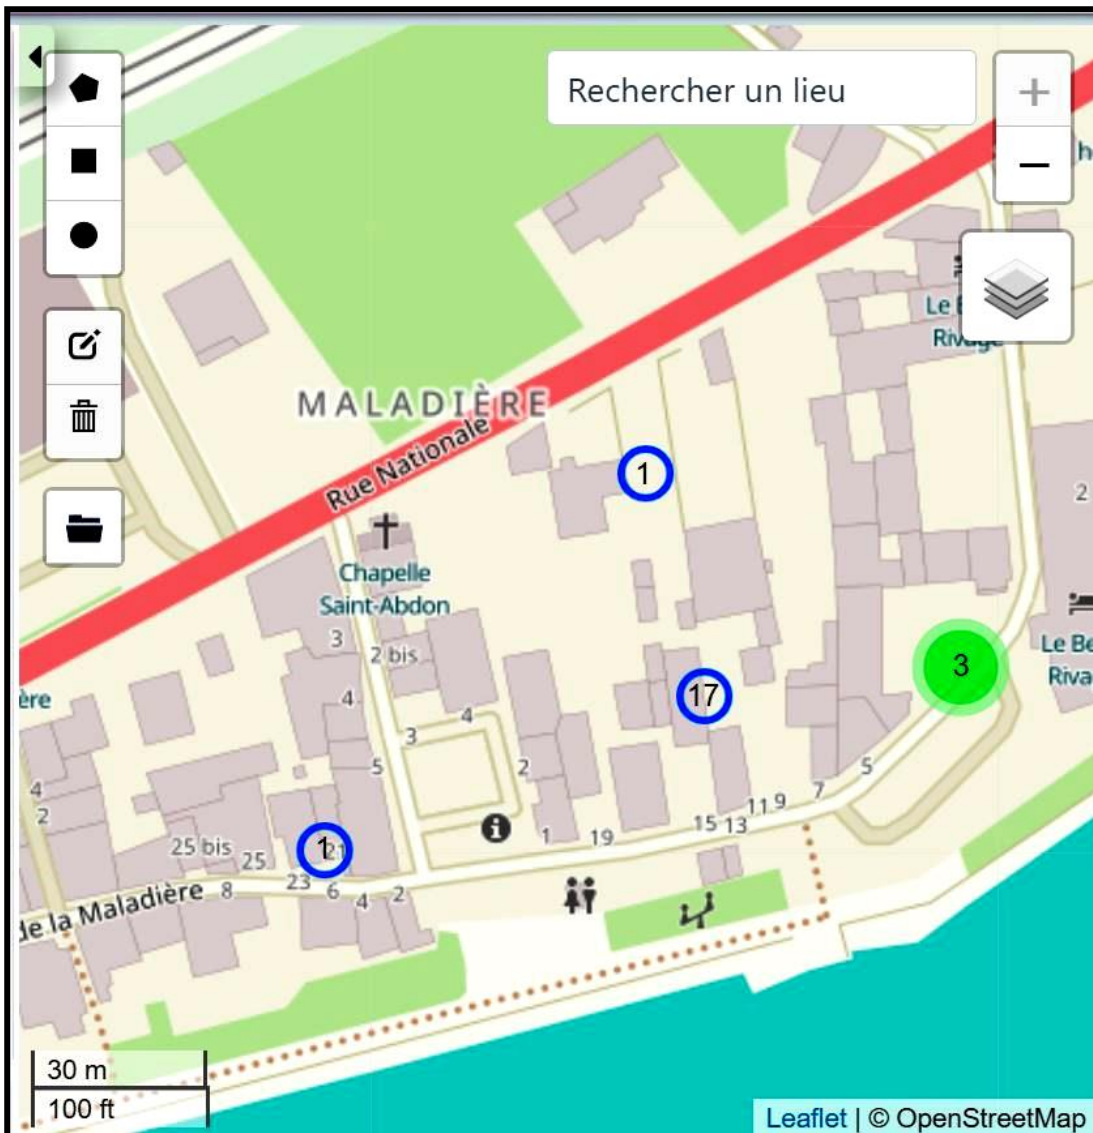 Rechercher un lieu
+
−
h
Le B
Rivage
MALADIÈRE
Rue Nationale
1
2
Chapelle
Saint-Abdon
3
2 bis
Le Be
Riva
3
ère
4
17
4
3
5
2
5
4
2
7
11 9
15 13
1
19
25 bis
25
1
21
23
6
8
4
2
de la Maladière
30 m
100 ft
Leaflet | © OpenStreetMap